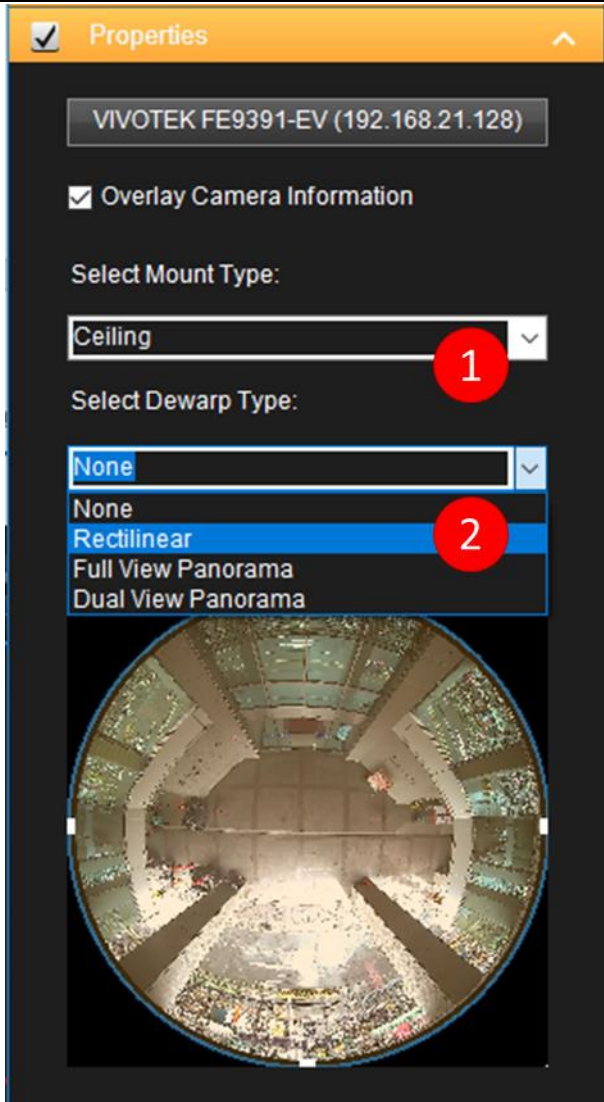 Properties
VIVOTEK FE9391-EV (192.168.21.128)
Overlay Camera Information
Select Mount Type:
Ceiling
1
Select Dewarp Type:
None
None
Rectilinear
2
Full View Panorama
Dual View Panorama